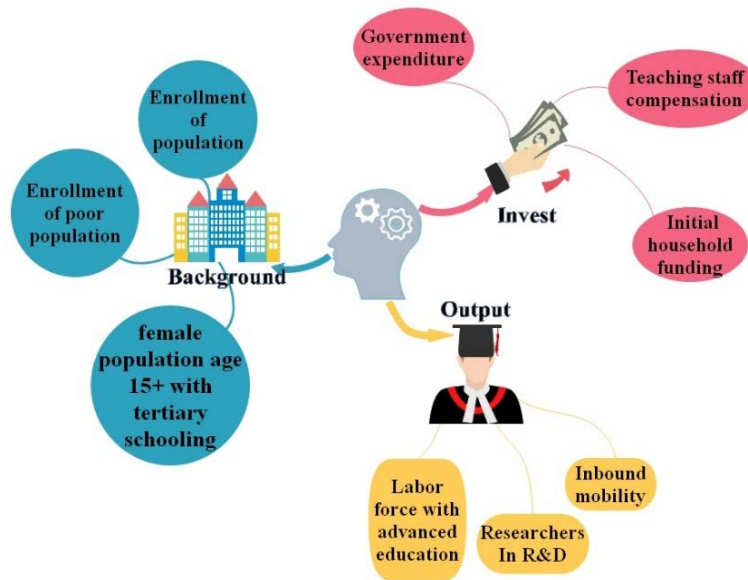 Enrollment
of
population
Enrollment
of poor
population
Background
female
population age
15+ with
tertiary
schooling
Government
expenditure
Teaching staff
compensation
Invest
Initial
household
funding
Output
Labor
force with
advanced
education
Researchers
In R&D
Inbound
mobility